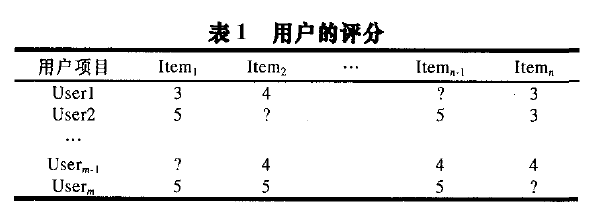 表1 用户的评分
用户项目 Item₁ Item₂ … Itemₙ₋₁ Itemₙ
User1 3 4 ? 3
User2 5 ? 5 3
…
Userₘ₋₁ ? 4 4 4
Userₘ 5 5 5 ?